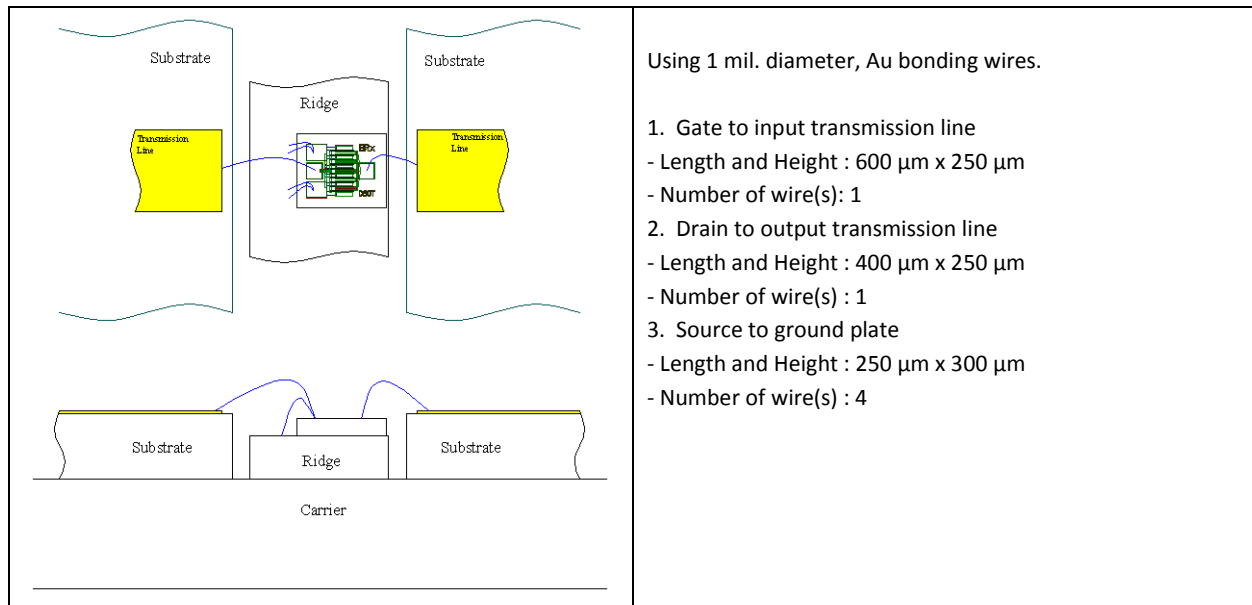 Substrate
Substrate
Ridge
Transmission
Line
Transmission
Line
Substrate
Ridge
Substrate
Carrier
Using 1 mil. diameter, Au bonding wires.
1. Gate to input transmission line
- Length and Height : 600 µm x 250 µm
- Number of wire(s): 1
2. Drain to output transmission line
- Length and Height : 400 µm x 250 µm
- Number of wire(s) : 1
3. Source to ground plate
- Length and Height : 250 µm x 300 µm
- Number of wire(s) : 4